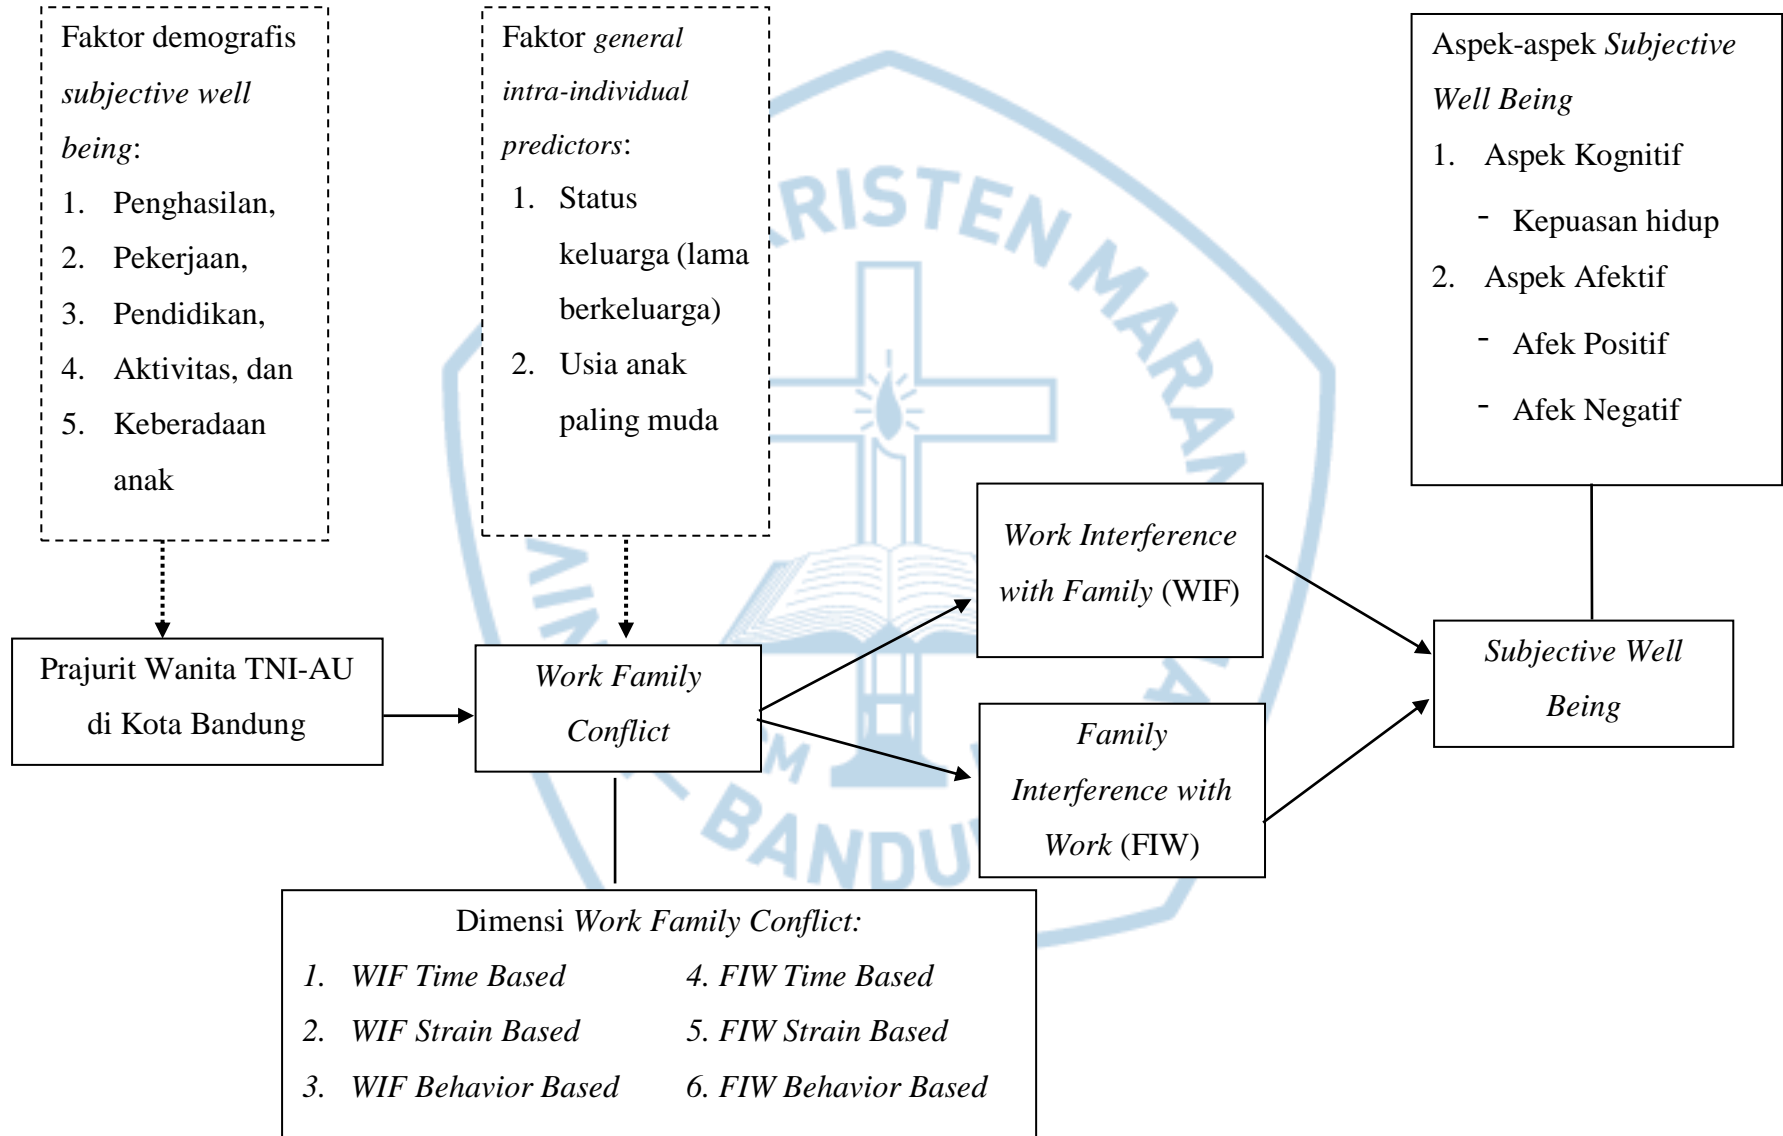 Faktor demografis
subjective well
being:
1. Penghasilan,
2. Pekerjaan,
3. Pendidikan,
4. Aktivitas, dan
5. Keberadaan
anak
Faktor general
intra-individual
predictors:
1. Status
keluarga (lama
berkeluarga)
2. Usia anak
paling muda
Aspek-aspek Subjective
Well Being
1. Aspek Kognitif
- Kepuasan hidup
2. Aspek Afektif
- Afek Positif
- Afek Negatif
Prajurit Wanita TNI-AU
di Kota Bandung
Work Family
Conflict
Work Interference
with Family (WIF)
Family
Interference with
Work (FIW)
Subjective Well
Being
Dimensi Work Family Conflict:
1. WIF Time Based
2. WIF Strain Based
3. WIF Behavior Based
4. FIW Time Based
5. FIW Strain Based
6. FIW Behavior Based